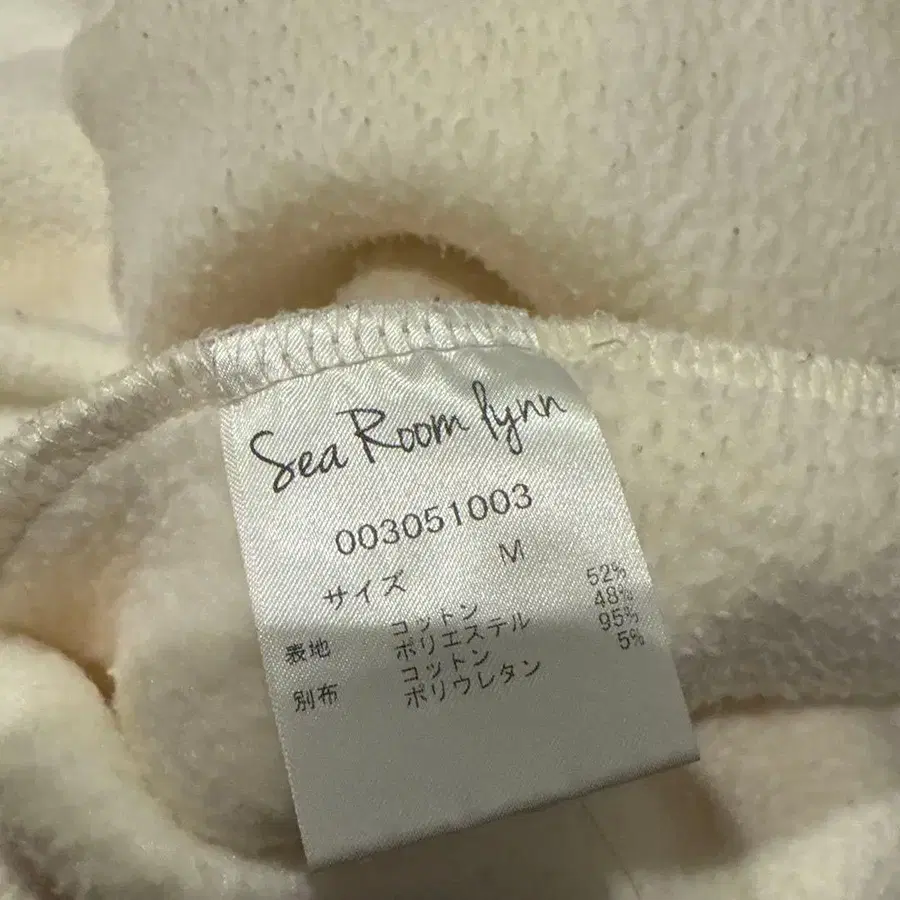 Sea Room lynn
003051003
サイズ M
表地 コットン 52%
ポリエステル 48%
別布 コットン 95%
ポリウレタン 5%